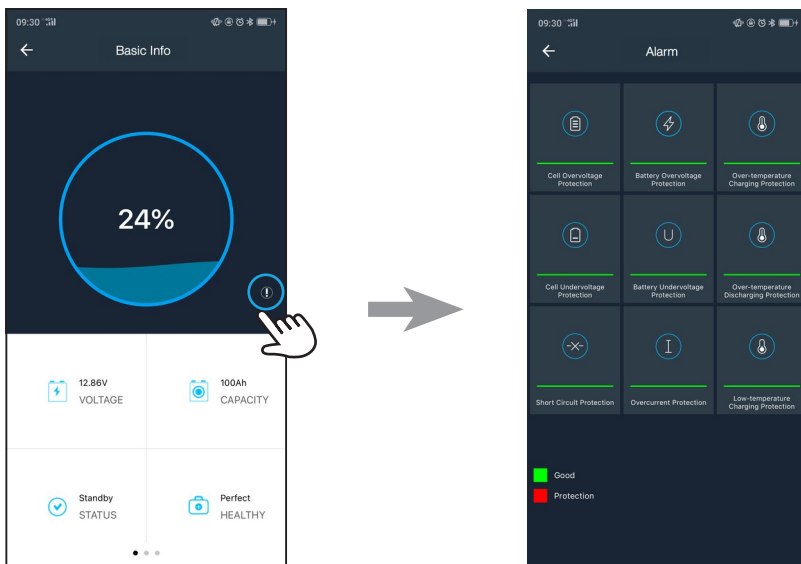 09:30
Basic Info
24%
12.86V
VOLTAGE
100Ah
CAPACITY
Standby
STATUS
Perfect
HEALTHY
09:30
Alarm
Cell Overvoltage
Protection
Battery Overvoltage
Protection
Over-temperature
Charging Protection
Cell Undervoltage
Protection
Battery Undervoltage
Protection
Over-temperature
Discharging Protection
Short Circuit Protection
Overcurrent Protection
Low-temperature
Charging Protection
Good
Protection